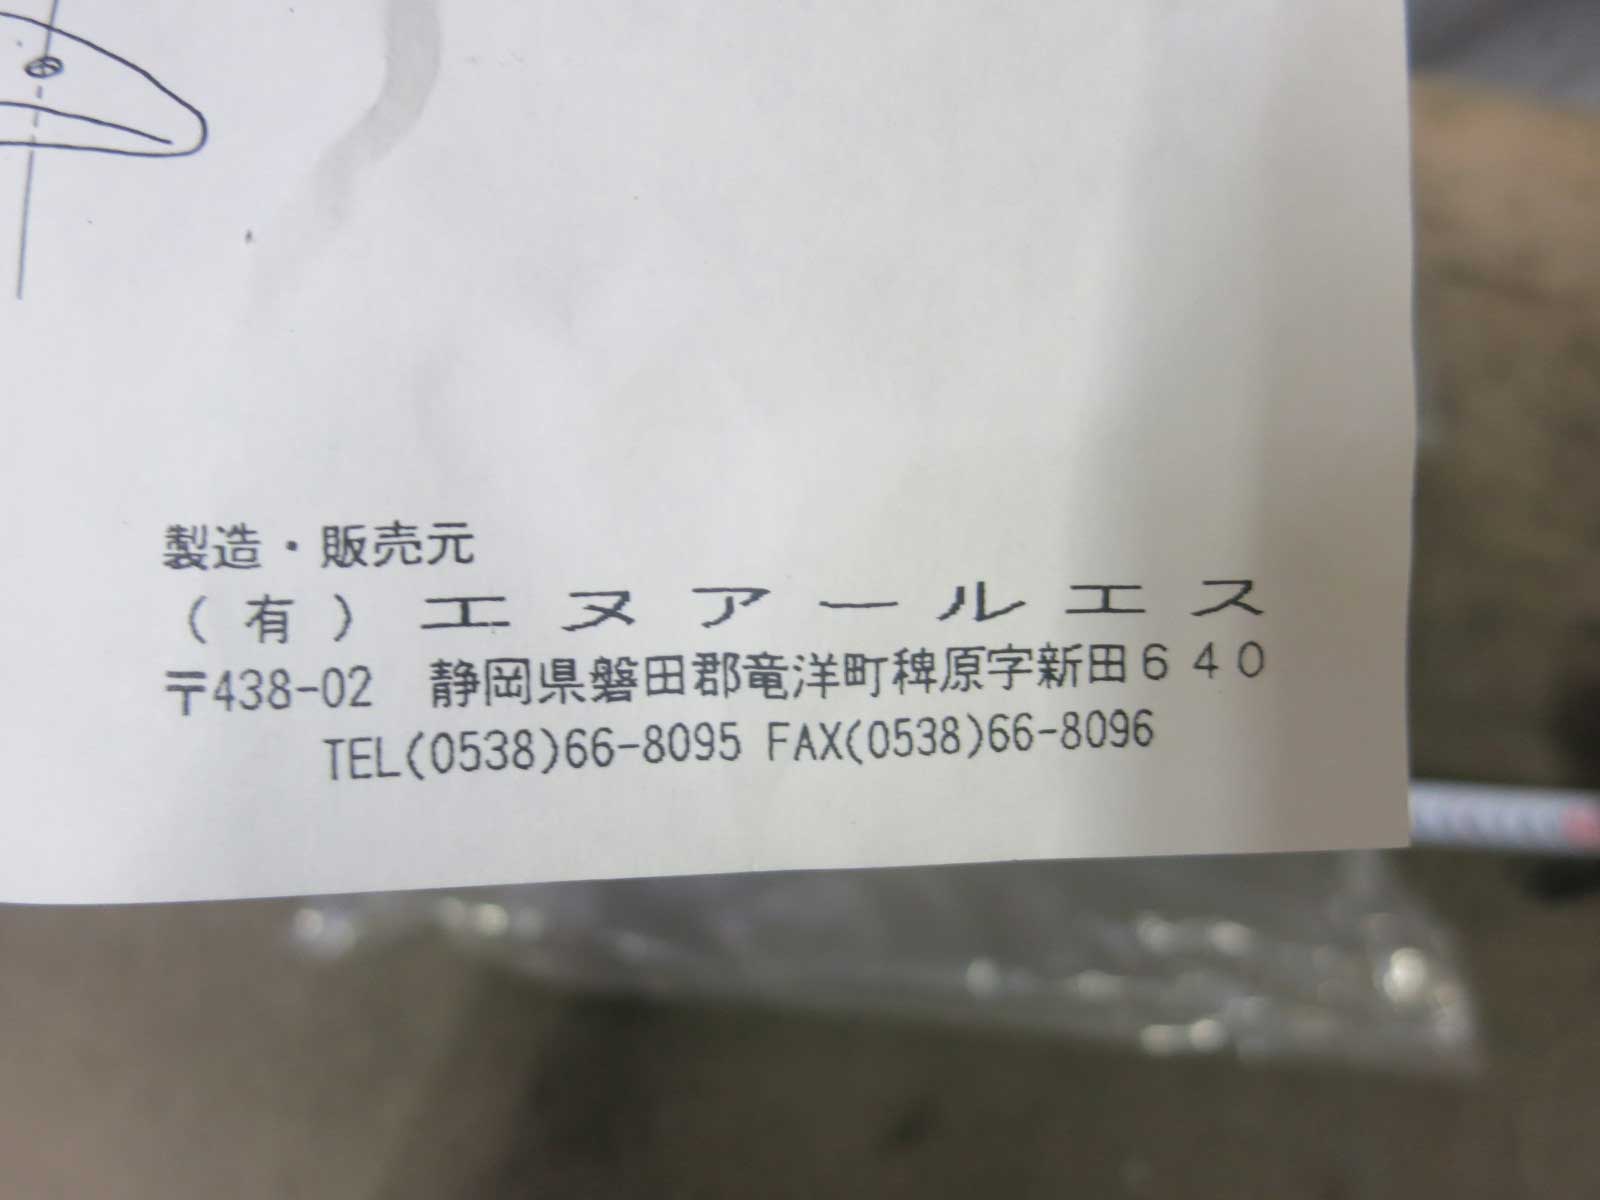 製造・販売元
(有) エヌアールエス
〒438-02 静岡県磐田郡竜洋町稗原字新田640
TEL(0538)66-8095 FAX(0538)66-8096